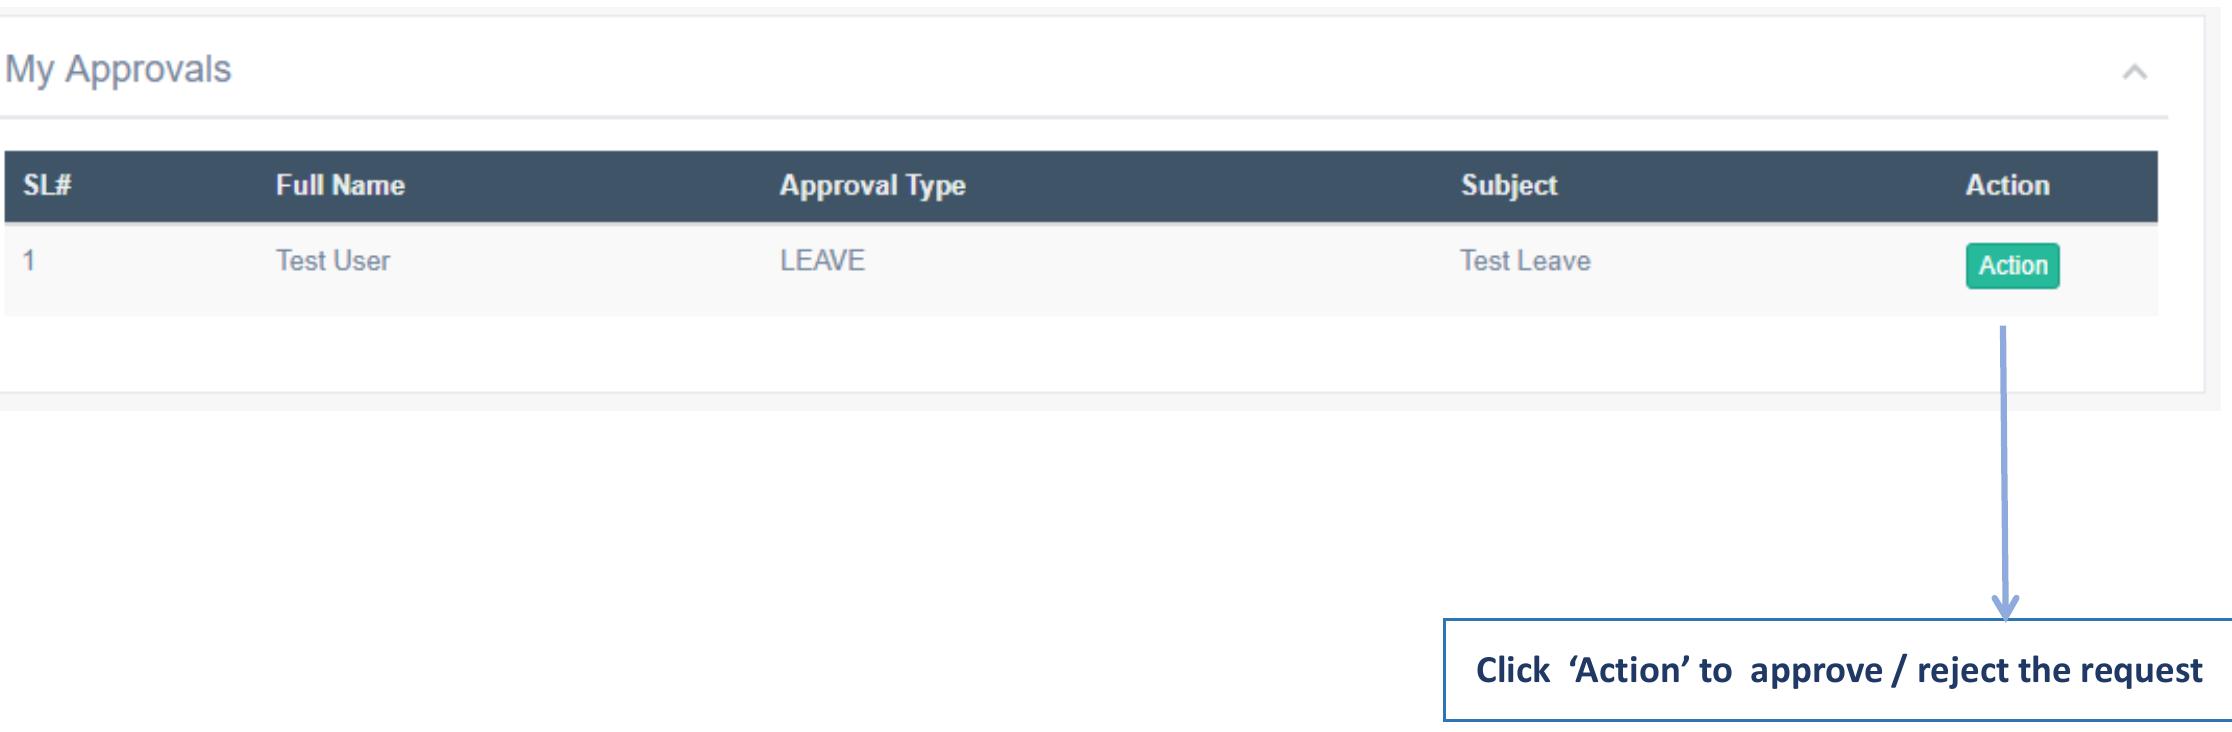 My Approvals
SL# Full Name Approval Type Subject Action
1 Test User LEAVE Test Leave Action
Click ‘Action’ to approve / reject the request